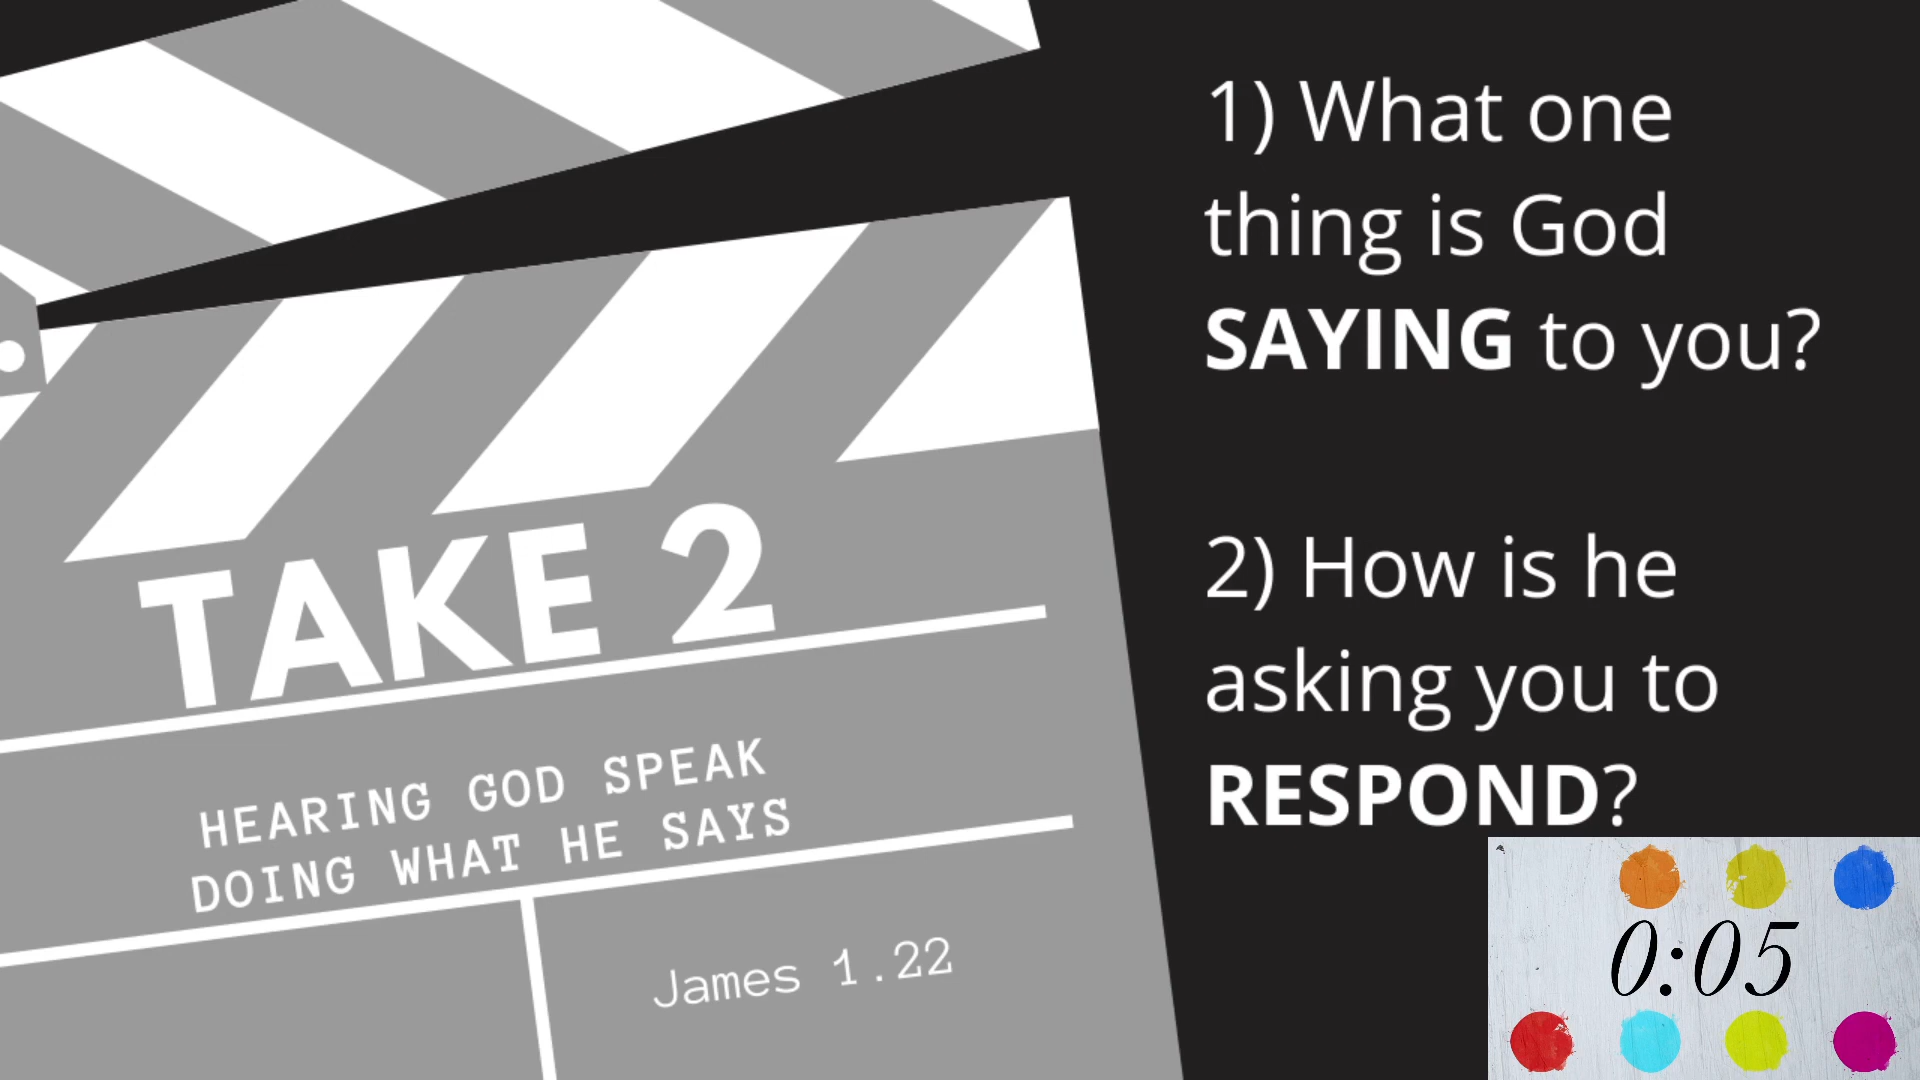 TAKE 2
HEARING GOD SPEAK
DOING WHAT HE SAYS
James 1.22
1) What one
thing is God
SAYING to you?
2) How is he
asking you to
RESPOND?
0:05